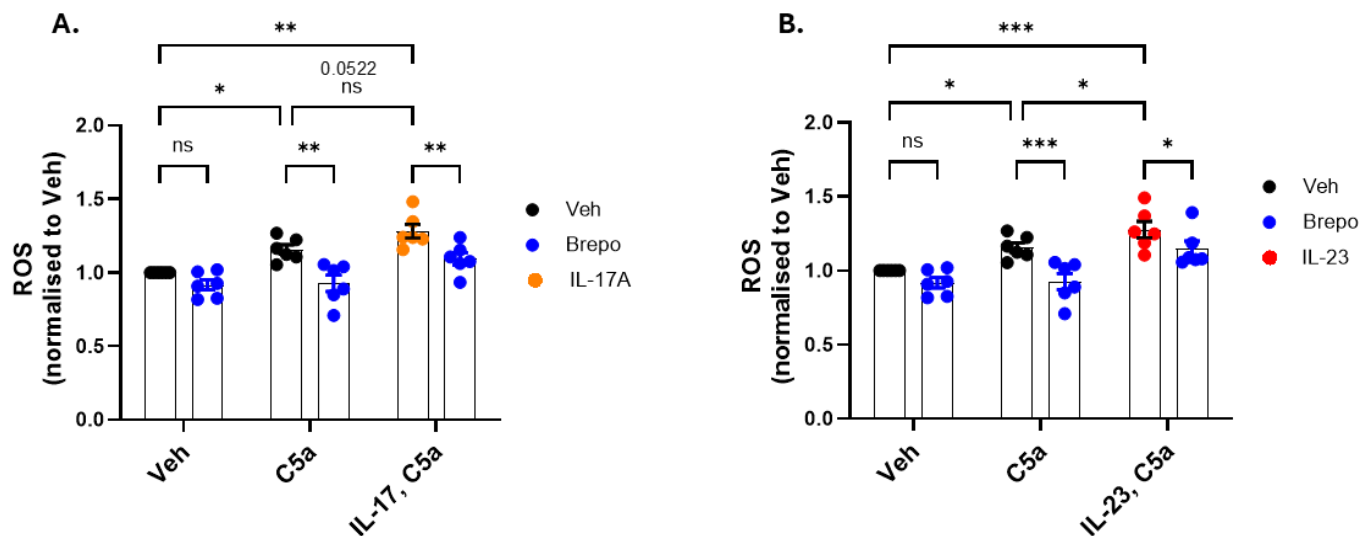 A.
**
0.0522
*
ns
2.0
ns
**
**
1.5
1.0
0.5
0.0
ROS
(normalised to Veh)
Veh
C5a
IL-17, C5a
Veh
Brepo
IL-17A
B.
***
*
*
2.0
ns
***
*
1.5
1.0
0.5
0.0
ROS
(normalised to Veh)
Veh
C5a
IL-23, C5a
Veh
Brepo
IL-23